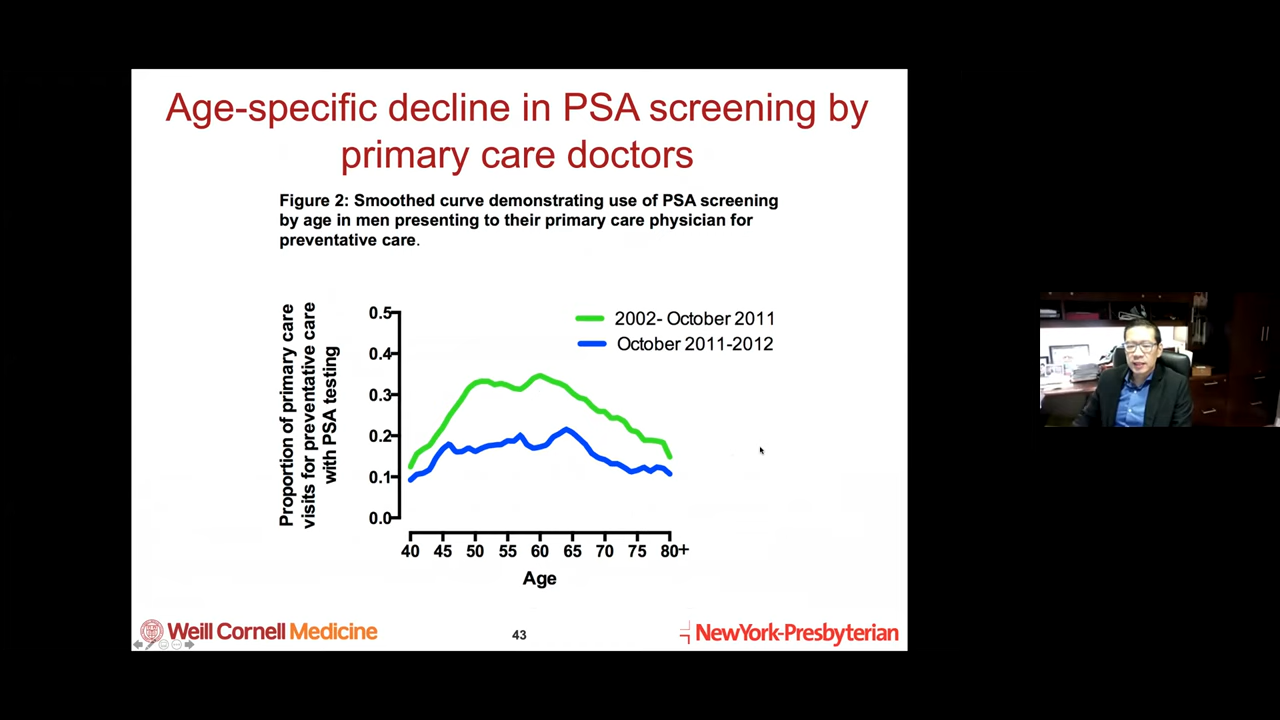 Age-specific decline in PSA screening by
primary care doctors
Figure 2: Smoothed curve demonstrating use of PSA screening
by age in men presenting to their primary care physician for
preventative care.
Proportion of primary care
visits for preventative care
with PSA testing
0.5
0.4
0.3
0.2
0.1
0.0
2002- October 2011
October 2011-2012
40 45 50 55 60 65 70 75 80+
Age
Weill Cornell Medicine
43
NewYork-Presbyterian